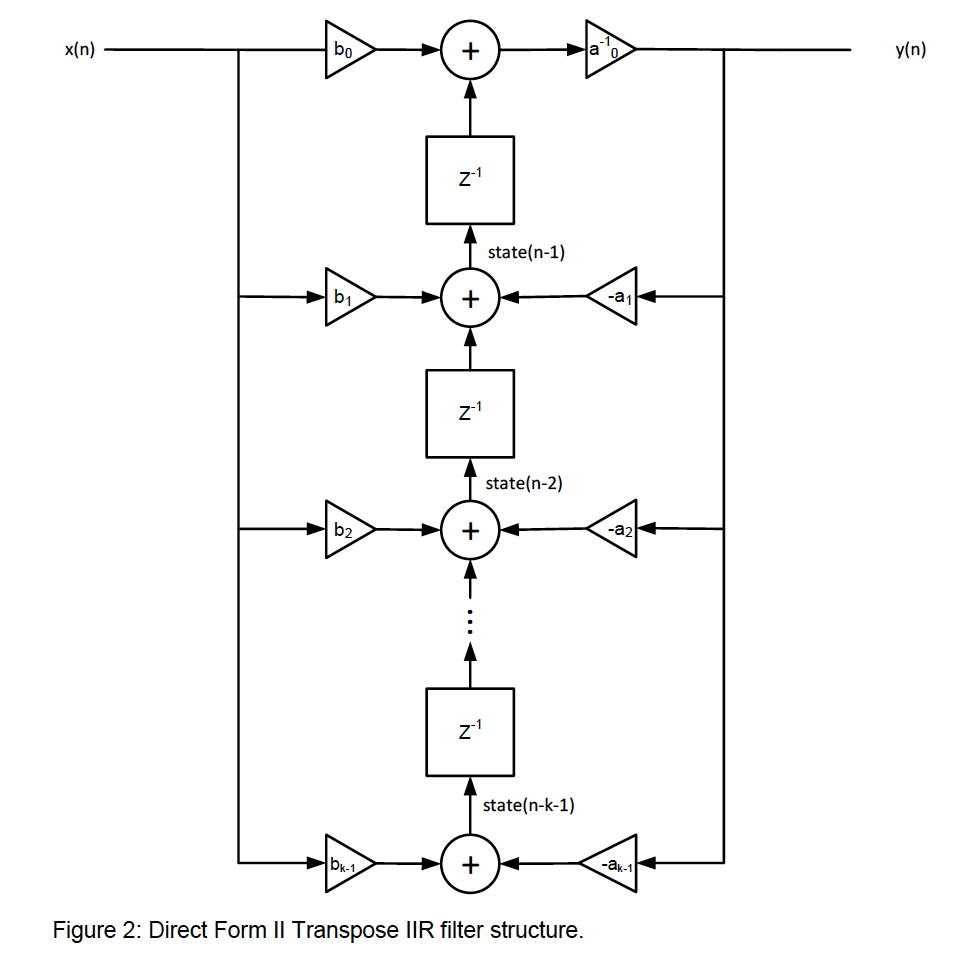 x(n) b₀ + a⁻¹₀ y(n)
Z⁻¹
state(n-1)
b₁ + -a₁
Z⁻¹
state(n-2)
b₂ + -a₂
...
Z⁻¹
state(n-k-1)
bₖ₋₁ + -aₖ₋₁
Figure 2: Direct Form II Transpose IIR filter structure.